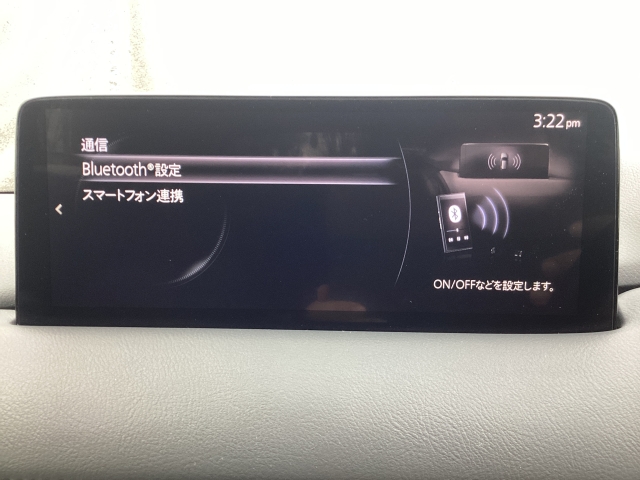 3:22pm
通信
Bluetooth®設定
スマートフォン連携
ON/OFFなどを設定します。